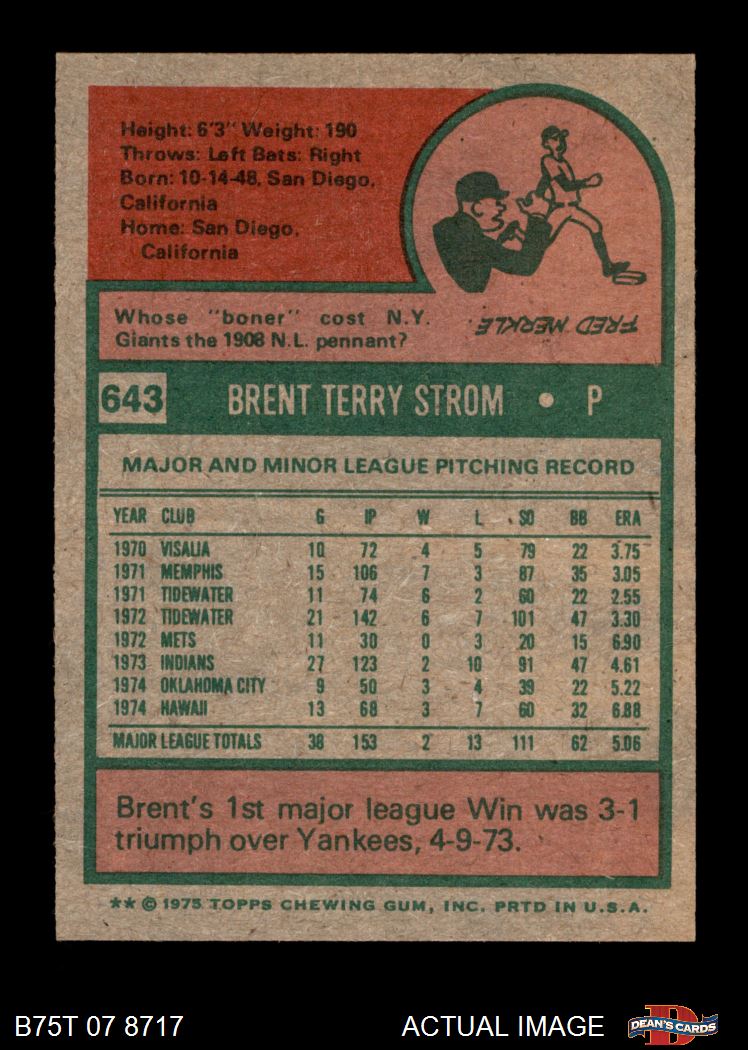 Height: 6'3" Weight: 190
Throws: Left Bats: Right
Born: 10-14-48, San Diego,
California
Home: San Diego,
California
Whose "boner" cost N.Y.
Giants the 1908 N.L. pennant?
FRED MERKLE.
643 BRENT TERRY STROM • P
MAJOR AND MINOR LEAGUE PITCHING RECORD
YEAR CLUB G IP W L SO BB ERA
1970 VISALIA 10 72 4 5 79 22 3.75
1971 MEMPHIS 15 106 7 3 87 35 3.05
1971 TIDEWATER 11 74 6 2 60 22 2.55
1972 TIDEWATER 21 142 6 7 101 47 3.30
1972 METS 11 30 0 3 20 15 6.90
1973 INDIANS 27 123 2 10 91 47 4.61
1974 OKLAHOMA CITY 9 50 3 4 39 22 5.22
1974 HAWAII 13 68 3 7 60 32 6.88
MAJOR LEAGUE TOTALS 38 153 2 13 111 62 5.06
Brent's 1st major league Win was 3-1
triumph over Yankees, 4-9-73.
** © 1975 TOPPS CHEWING GUM, INC. PRTD IN U.S.A.
B75T 07 8717 ACTUAL IMAGE DEAN'S CARDS